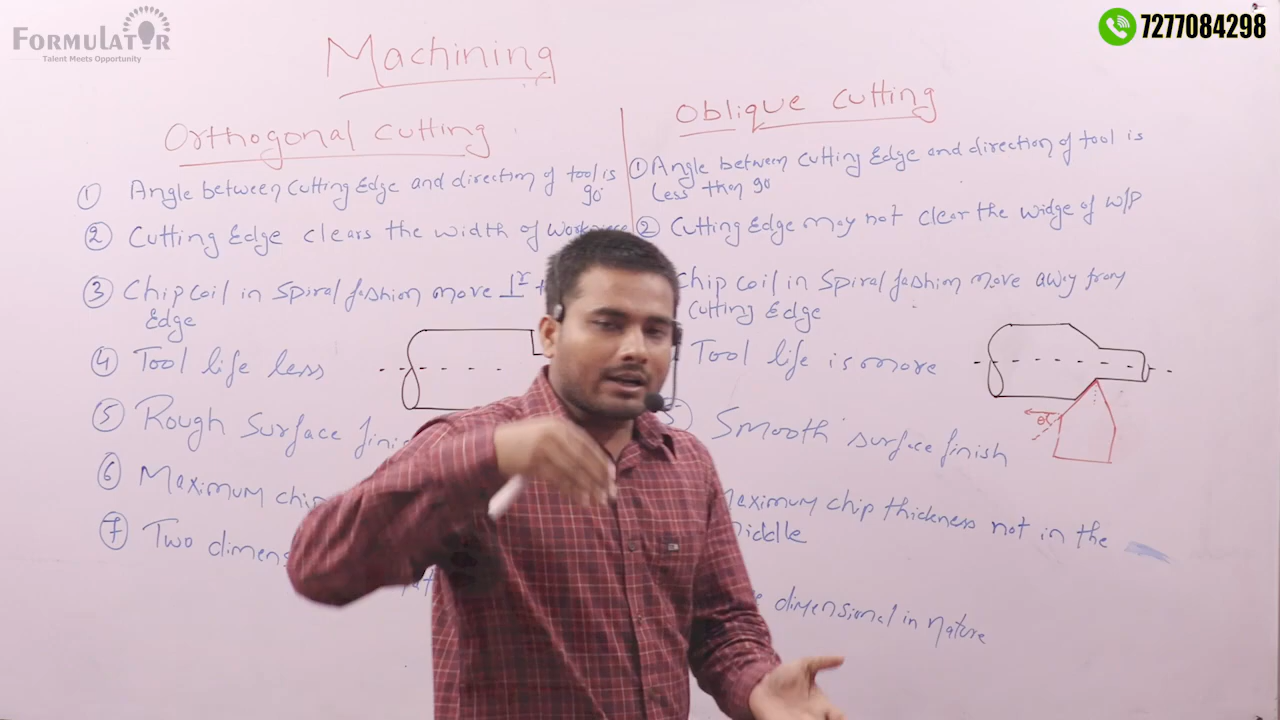 FORMULATOR
Talent Meets Opportunity
7277084298
Machining
Orthogonal cutting
① Angle between cutting Edge and direction of tool is
90°
② Cutting Edge clears the width of
③ Chip coil in spiral fashion move ⊥r
Edge
④ Tool life less
⑤ Rough surface
⑥ Maximum
⑦ Two
Oblique cutting
① Angle between cutting Edge and direction of tool is
less than 90
② Cutting Edge may not clear the widge of W/P
Chip coil in spiral fashion move away from
cutting Edge
Tool life is more
Smooth surface finish
Maximum chip thickness not in the
middle
dimensional in nature